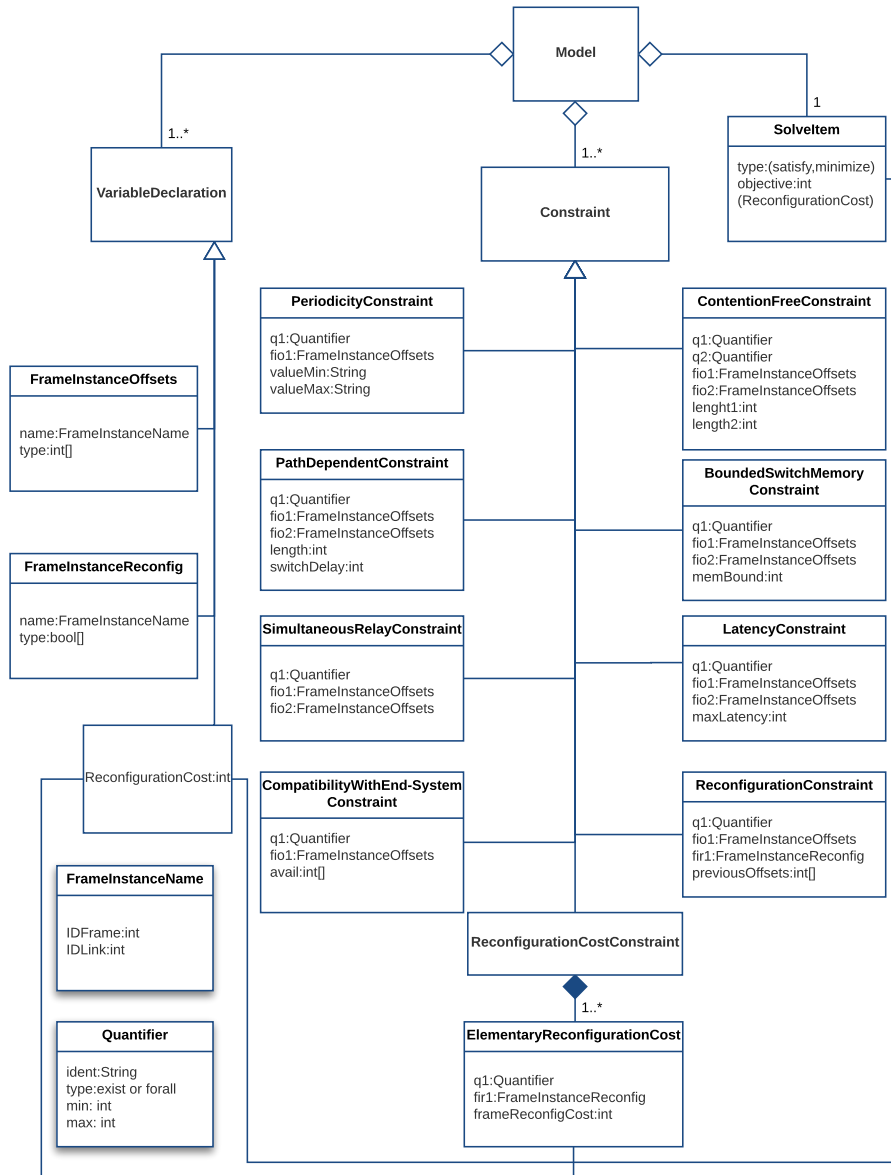 Model
1..*
1..*
1
VariableDeclaration
Constraint
SolveItem
type:(satisfy,minimize)
objective:int
(ReconfigurationCost)
PeriodicityConstraint
q1:Quantifier
fio1:FrameInstanceOffsets
valueMin:String
valueMax:String
ContentionFreeConstraint
q1:Quantifier
q2:Quantifier
fio1:FrameInstanceOffsets
fio2:FrameInstanceOffsets
lenght1:int
length2:int
FrameInstanceOffsets
name:FrameInstanceName
type:int[]
PathDependentConstraint
q1:Quantifier
fio1:FrameInstanceOffsets
fio2:FrameInstanceOffsets
length:int
switchDelay:int
BoundedSwitchMemory
Constraint
q1:Quantifier
fio1:FrameInstanceOffsets
fio2:FrameInstanceOffsets
memBound:int
FrameInstanceReconfig
name:FrameInstanceName
type:bool[]
SimultaneousRelayConstraint
q1:Quantifier
fio1:FrameInstanceOffsets
fio2:FrameInstanceOffsets
LatencyConstraint
q1:Quantifier
fio1:FrameInstanceOffsets
fio2:FrameInstanceOffsets
maxLatency:int
ReconfigurationCost:int
CompatibilityWithEnd-System
Constraint
q1:Quantifier
fio1:FrameInstanceOffsets
avail:int[]
ReconfigurationConstraint
q1:Quantifier
fio1:FrameInstanceOffsets
fir1:FrameInstanceReconfig
previousOffsets:int[]
FrameInstanceName
IDFrame:int
IDLink:int
ReconfigurationCostConstraint
1..*
Quantifier
ident:String
type:exist or forall
min: int
max: int
ElementaryReconfigurationCost
q1:Quantifier
fir1:FrameInstanceReconfig
frameReconfigCost:int